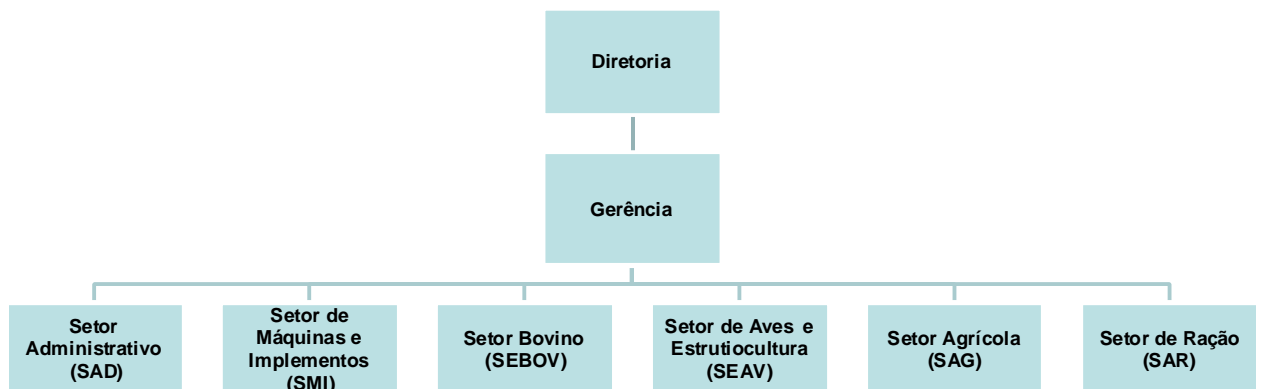 Diretoria
Gerência
Setor
Administrativo
(SAD)
Setor de
Máquinas e
Implementos
(SMI)
Setor Bovino
(SEBOV)
Setor de Aves e
Estrutiocultura
(SEAV)
Setor Agrícola
(SAG)
Setor de Ração
(SAR)